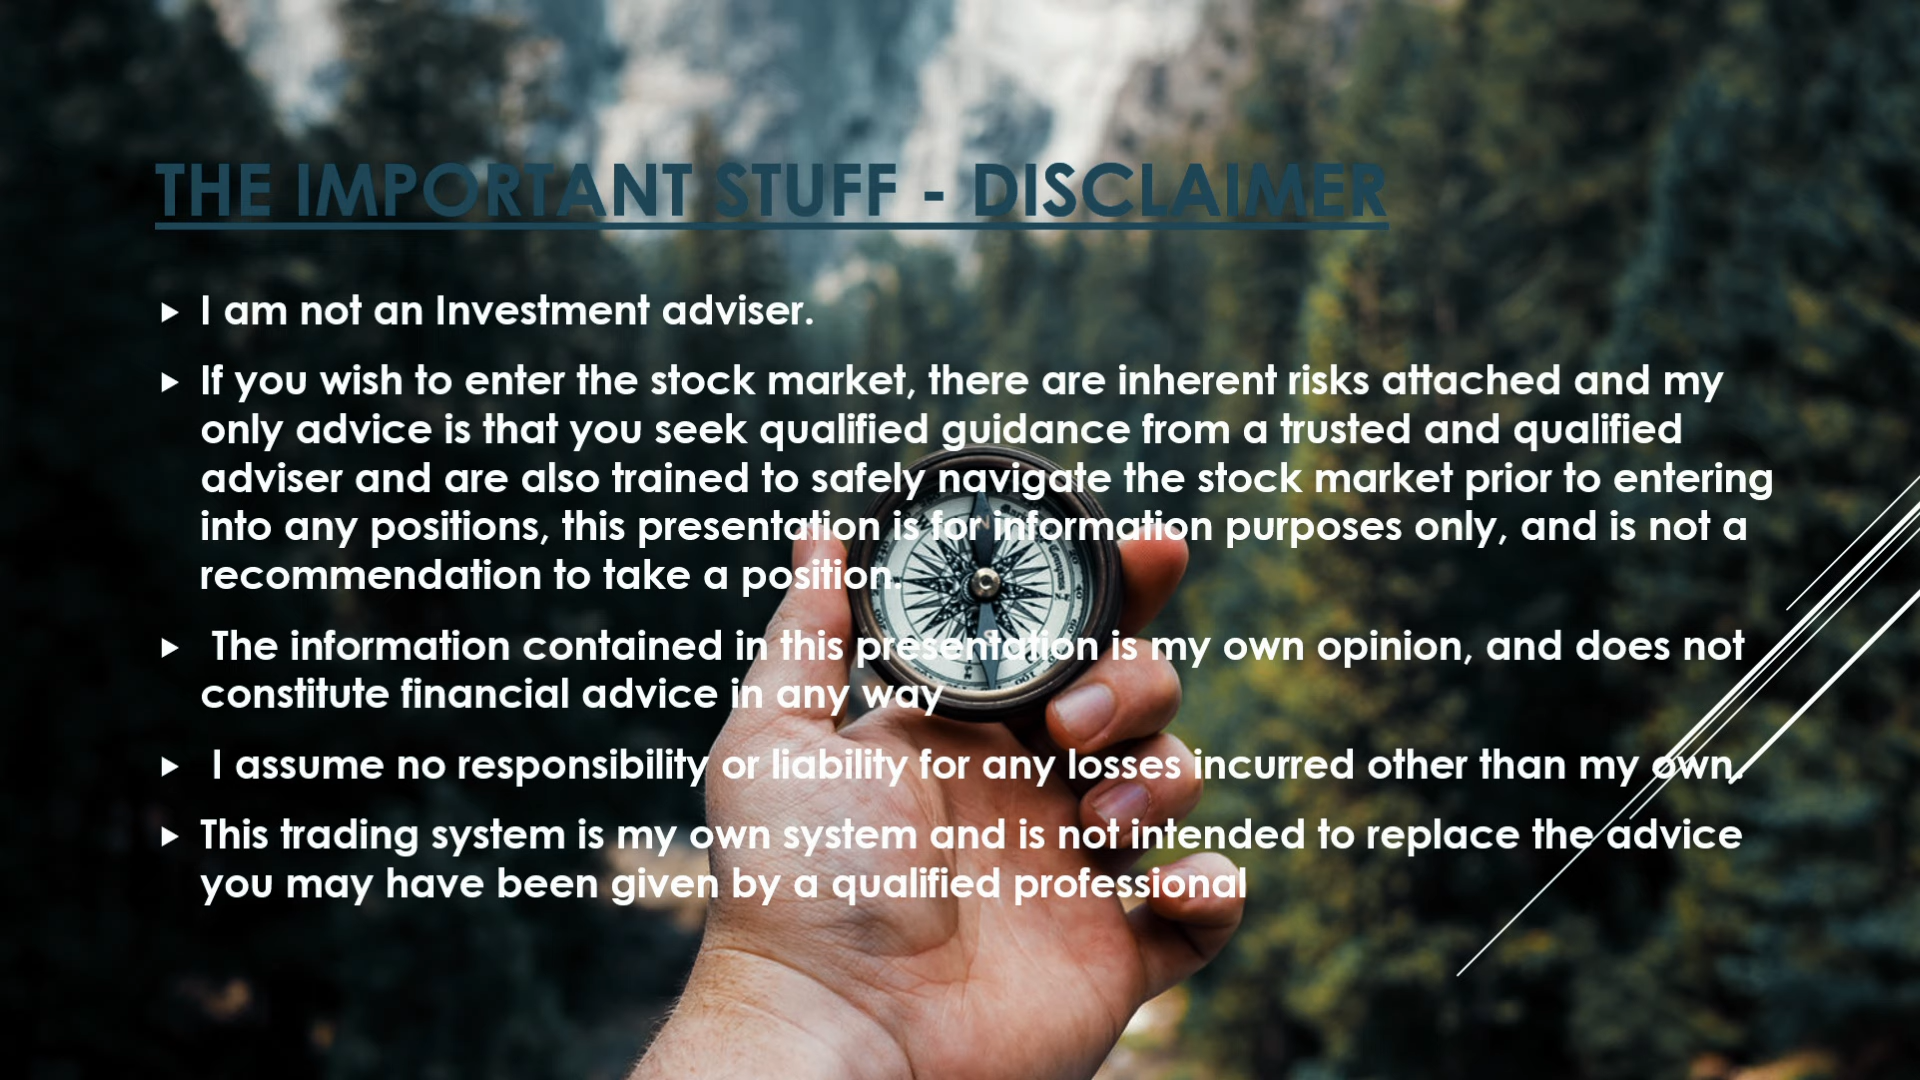 THE IMPORTANT STUFF - DISCLAIMER
I am not an Investment adviser.
If you wish to enter the stock market, there are inherent risks attached and my
only advice is that you seek qualified guidance from a trusted and qualified
adviser and are also trained to safely navigate the stock market prior to entering
into any positions, this presentation is for information purposes only, and is not a
recommendation to take a position.
The information contained in this presentation is my own opinion, and does not
constitute financial advice in any way
I assume no responsibility or liability for any losses incurred other than my own.
This trading system is my own system and is not intended to replace the advice
you may have been given by a qualified professional